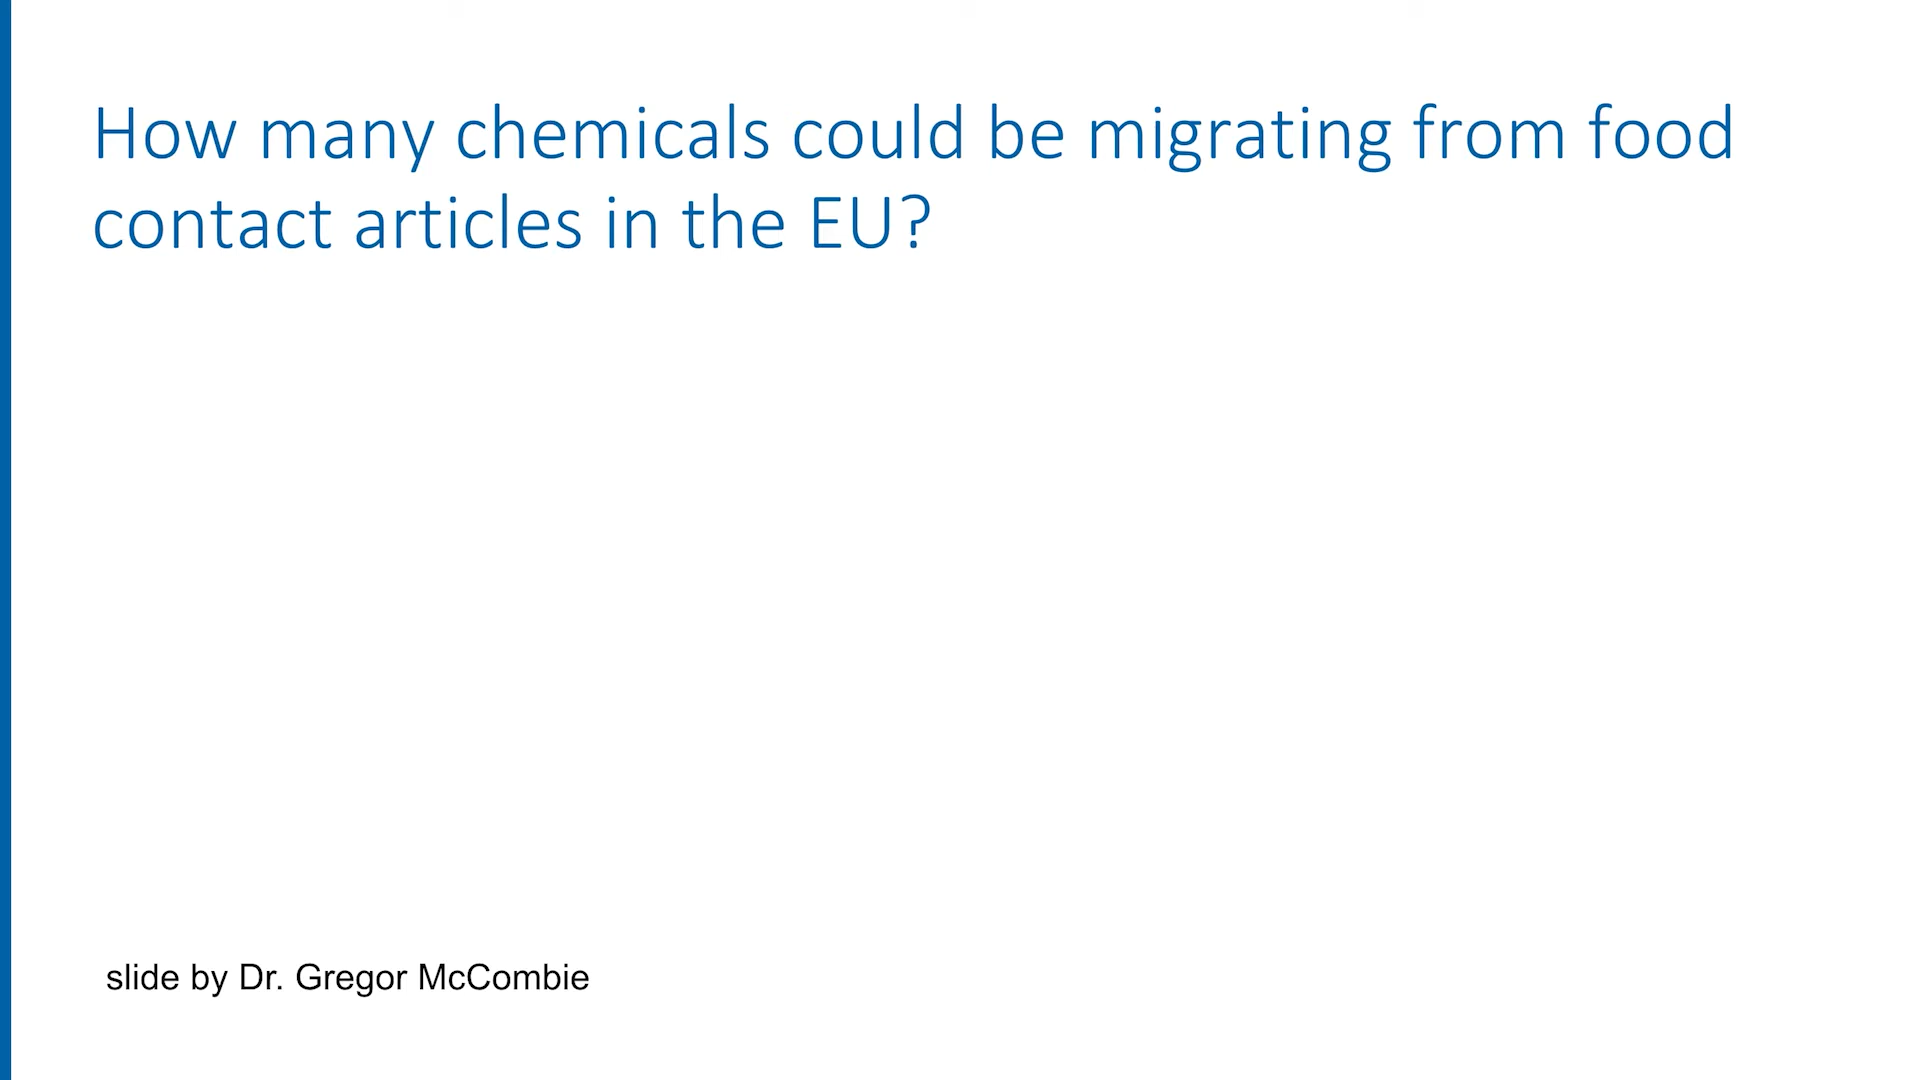 How many chemicals could be migrating from food
contact articles in the EU?
slide by Dr. Gregor McCombie